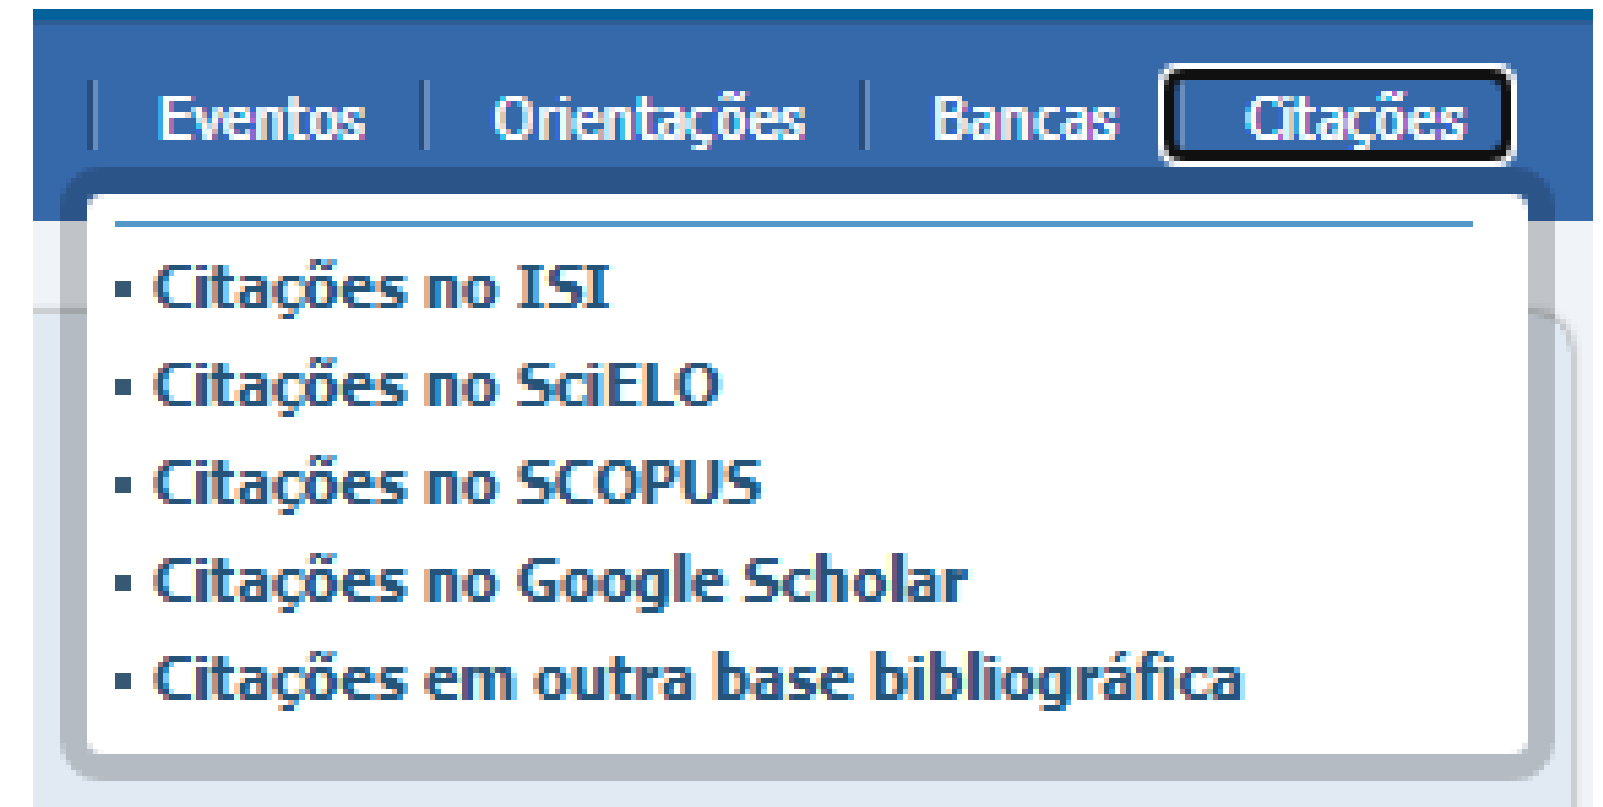 Eventos Orientações Bancas Citações
▪ Citações no ISI
▪ Citações no SciELO
▪ Citações no SCOPUS
▪ Citações no Google Scholar
▪ Citações em outra base bibliográfica